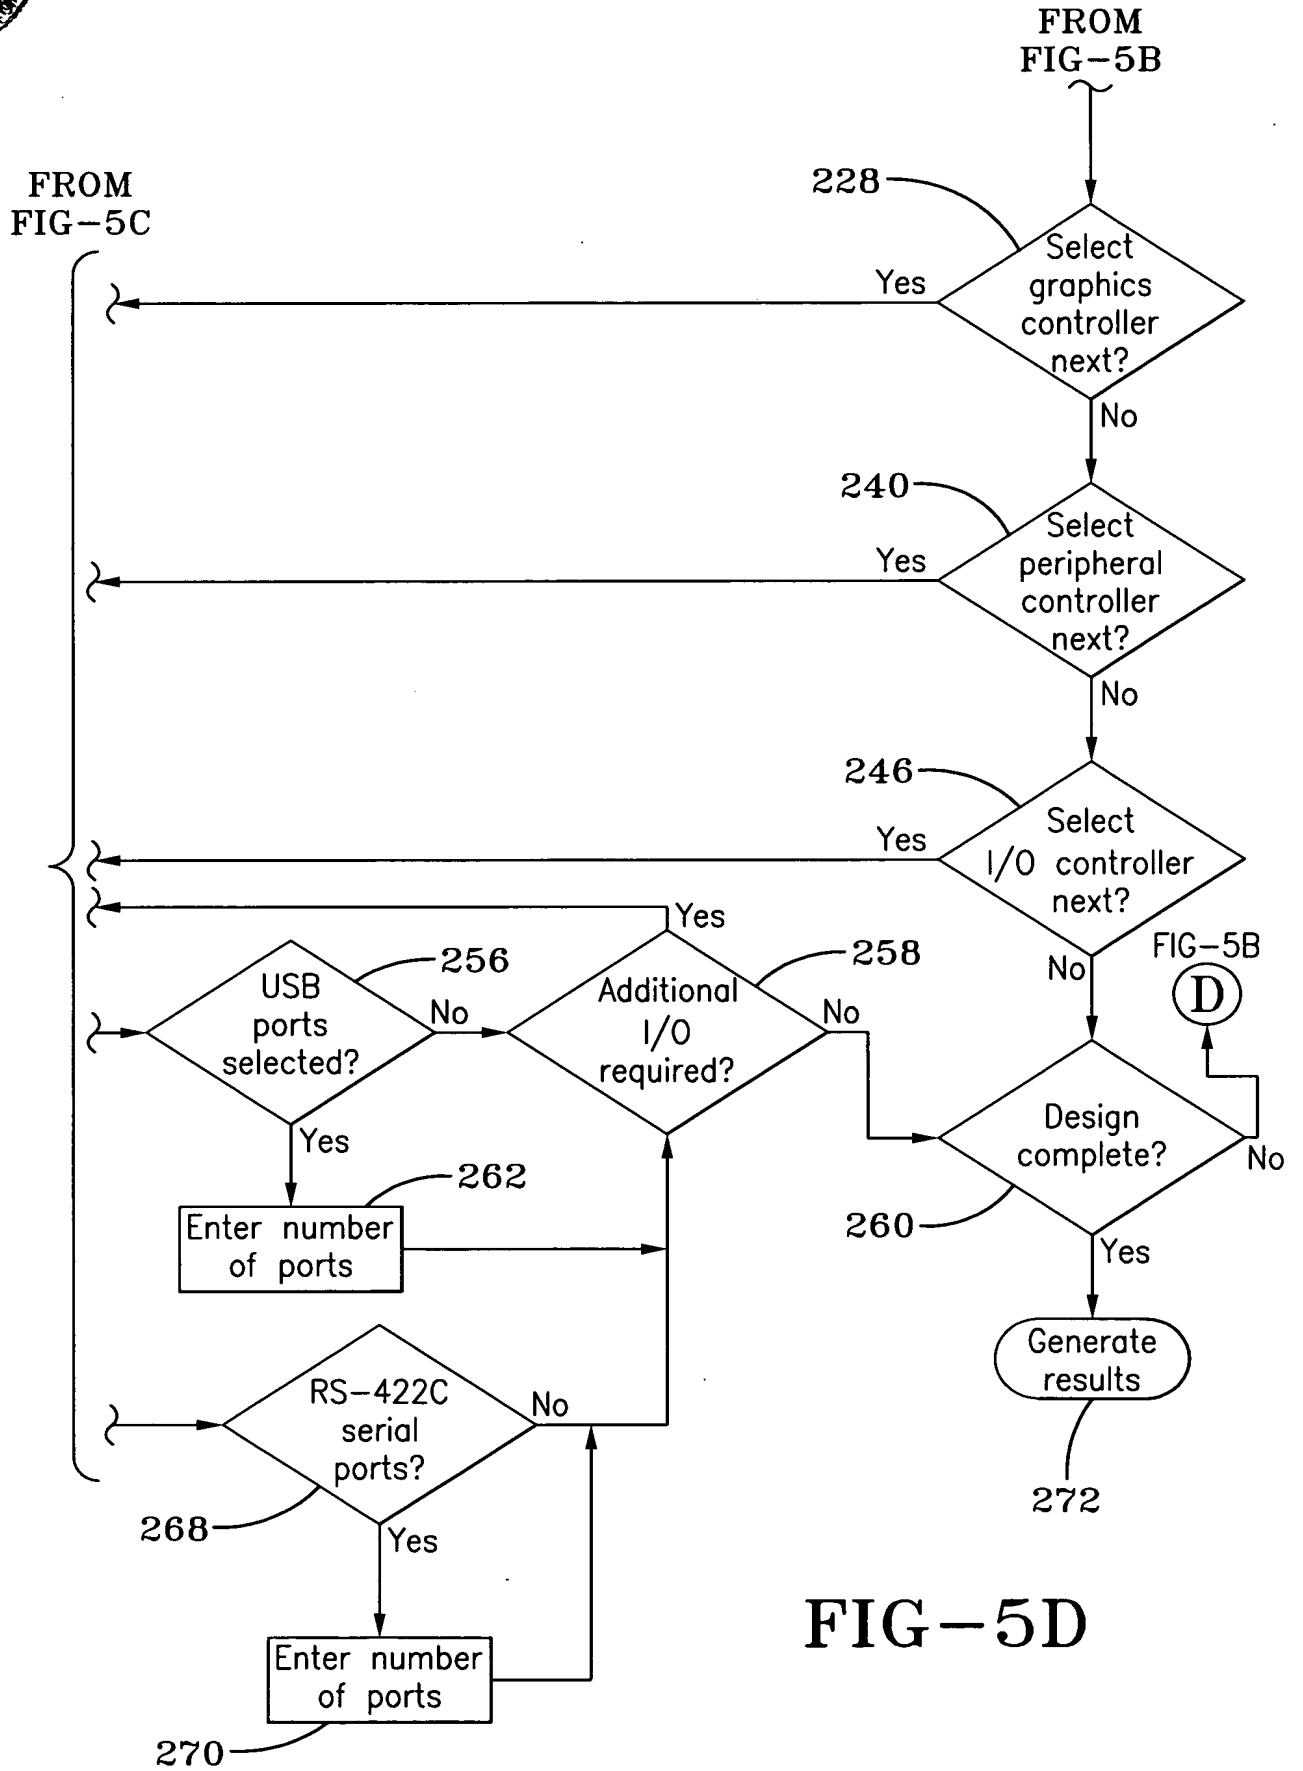 FROM
FIG-5B
FROM
FIG-5C
228
Select
graphics
controller
next?
Yes
No
240
Select
peripheral
controller
next?
Yes
No
246
Select
I/O controller
next?
Yes
No
FIG-5B
D
256
USB
ports
selected?
No
Yes
258
Additional
I/O
required?
Yes
No
Design
complete?
No
260
Yes
262
Enter number
of ports
Generate
results
272
RS-422C
serial
ports?
No
268
Yes
Enter number
of ports
270
FIG-5D